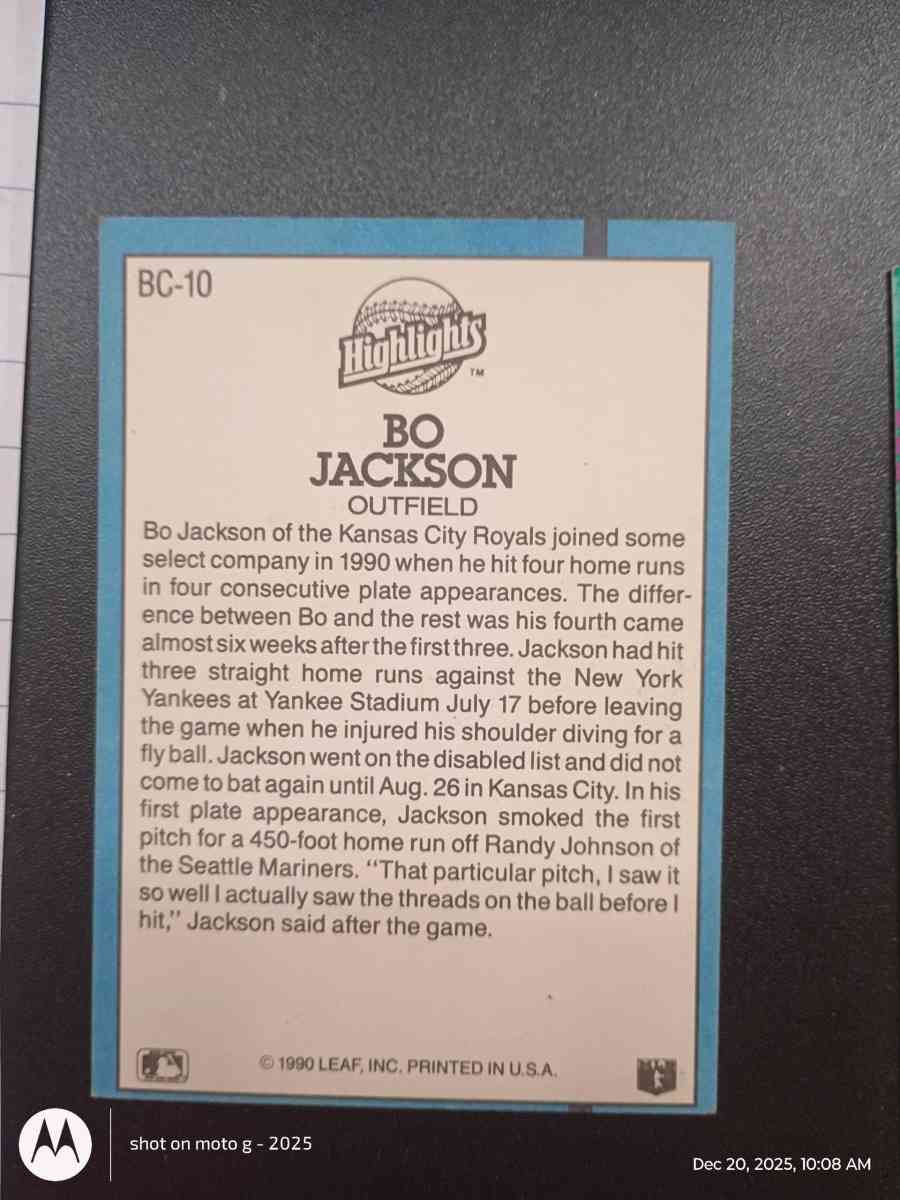 BC-10
Highlights
TM
BO
JACKSON
OUTFIELD
Bo Jackson of the Kansas City Royals joined some
select company in 1990 when he hit four home runs
in four consecutive plate appearances. The differ-
ence between Bo and the rest was his fourth came
almost six weeks after the first three. Jackson had hit
three straight home runs against the New York
Yankees at Yankee Stadium July 17 before leaving
the game when he injured his shoulder diving for a
fly ball. Jackson went on the disabled list and did not
come to bat again until Aug. 26 in Kansas City. In his
first plate appearance, Jackson smoked the first
pitch for a 450-foot home run off Randy Johnson of
the Seattle Mariners. "That particular pitch, I saw it
so well I actually saw the threads on the ball before I
hit," Jackson said after the game.
© 1990 LEAF, INC. PRINTED IN U.S.A.
shot on moto g - 2025
Dec 20, 2025, 10:08 AM